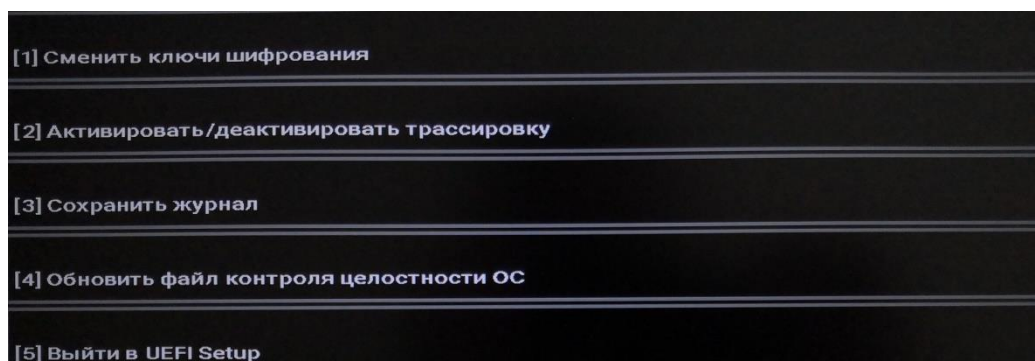 [1] Сменить ключи шифрования
[2] Активировать/деактивировать трассировку
[3] Сохранить журнал
[4] Обновить файл контроля целостности ОС
[5] Выйти в UEFI Setup